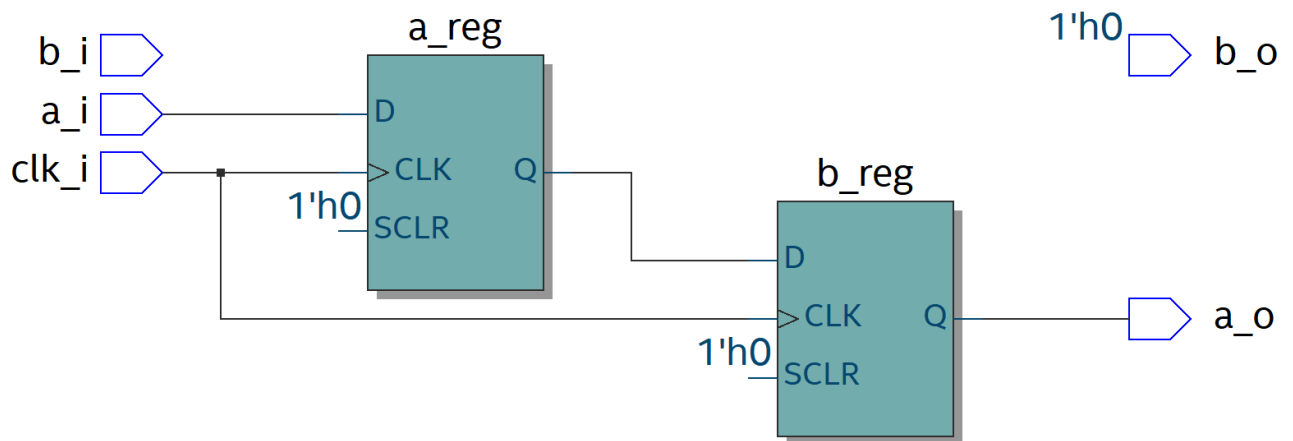 a_reg
1'h0
b_o
b_i
a_i
D
clk_i
CLK
Q
1'h0
SCLR
b_reg
D
CLK
Q
a_o
1'h0
SCLR